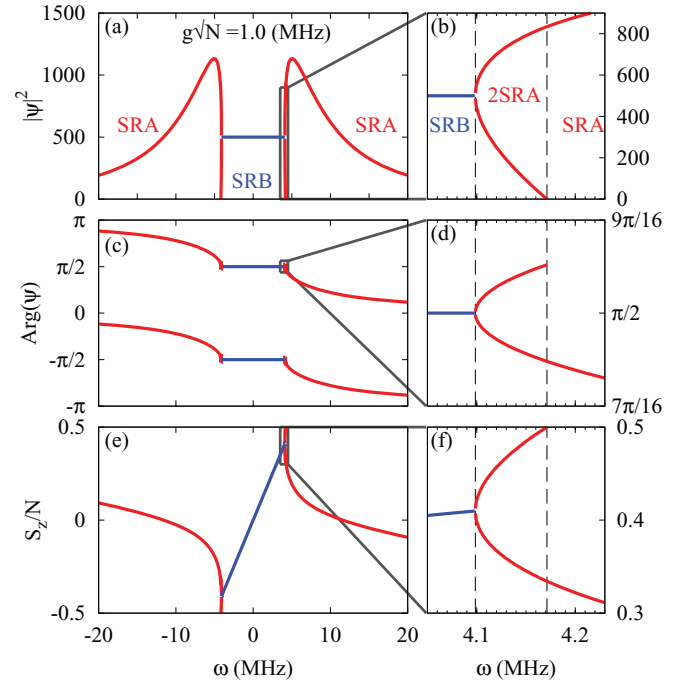 (a) g√N =1.0 (MHz)
1500
1000
500
0
|ψ|²
SRA
SRB
SRA
(b)
SRB
2SRA
SRA
800
600
400
200
0
(c)
π
π/2
0
-π/2
-π
Arg(ψ)
(d)
9π/16
π/2
7π/16
(e)
0.5
0
-0.5
S_z/N
-20 -10 0 10 20
ω (MHz)
(f)
0.5
0.4
0.3
4.1 4.2
ω (MHz)